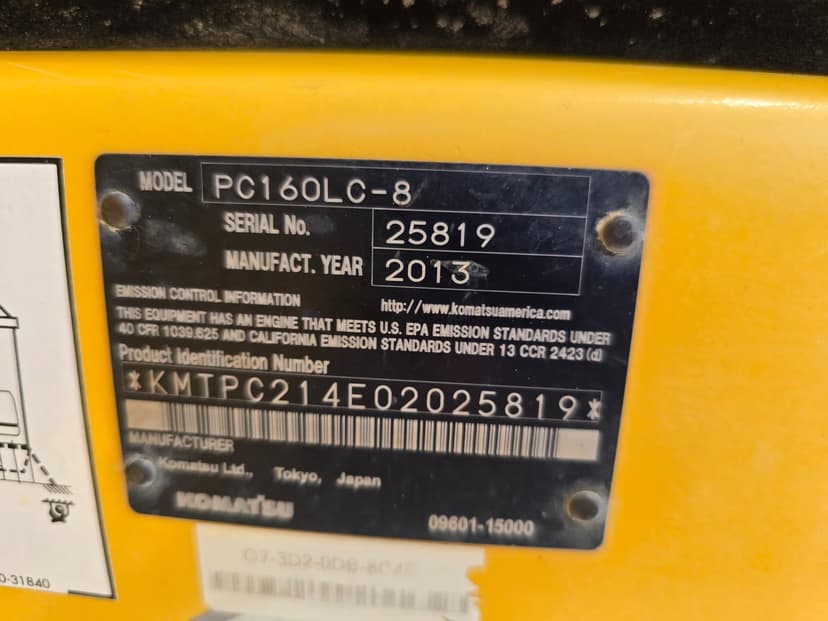 MODEL PC160LC-8
SERIAL No. 25819
MANUFACT. YEAR 2013
EMISSION CONTROL INFORMATION http://www.komatsuamerica.com
THIS EQUIPMENT HAS AN ENGINE THAT MEETS U.S. EPA EMISSION STANDARDS UNDER
40 CFR 1039.625 AND CALIFORNIA EMISSION STANDARDS UNDER 13 CCR 2423(d)
Product Identification Number
*KMTPC214E02025819*
MANUFACTURER
Komatsu Ltd., Tokyo, Japan
KOMATSU 09601-15000
0-31840